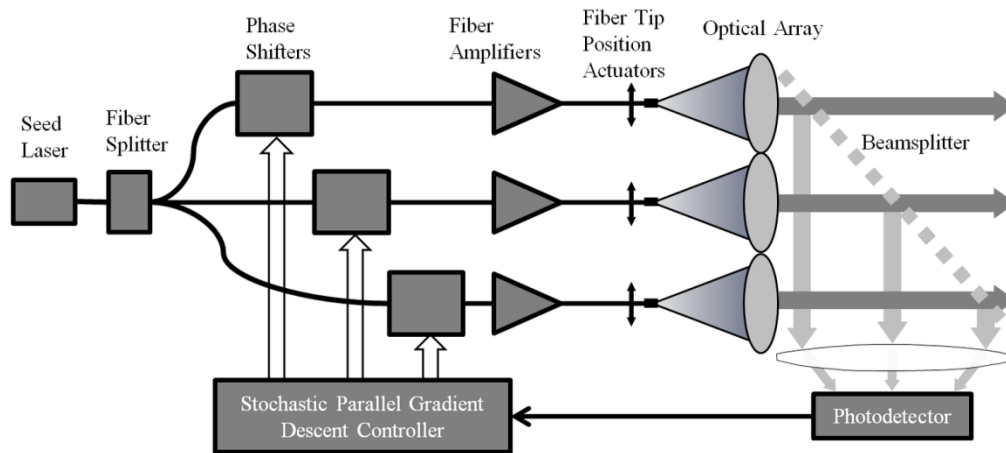 Phase
Shifters
Fiber
Amplifiers
Fiber Tip
Position
Actuators
Optical Array
Seed
Laser
Fiber
Splitter
Beamsplitter
Stochastic Parallel Gradient
Descent Controller
Photodetector